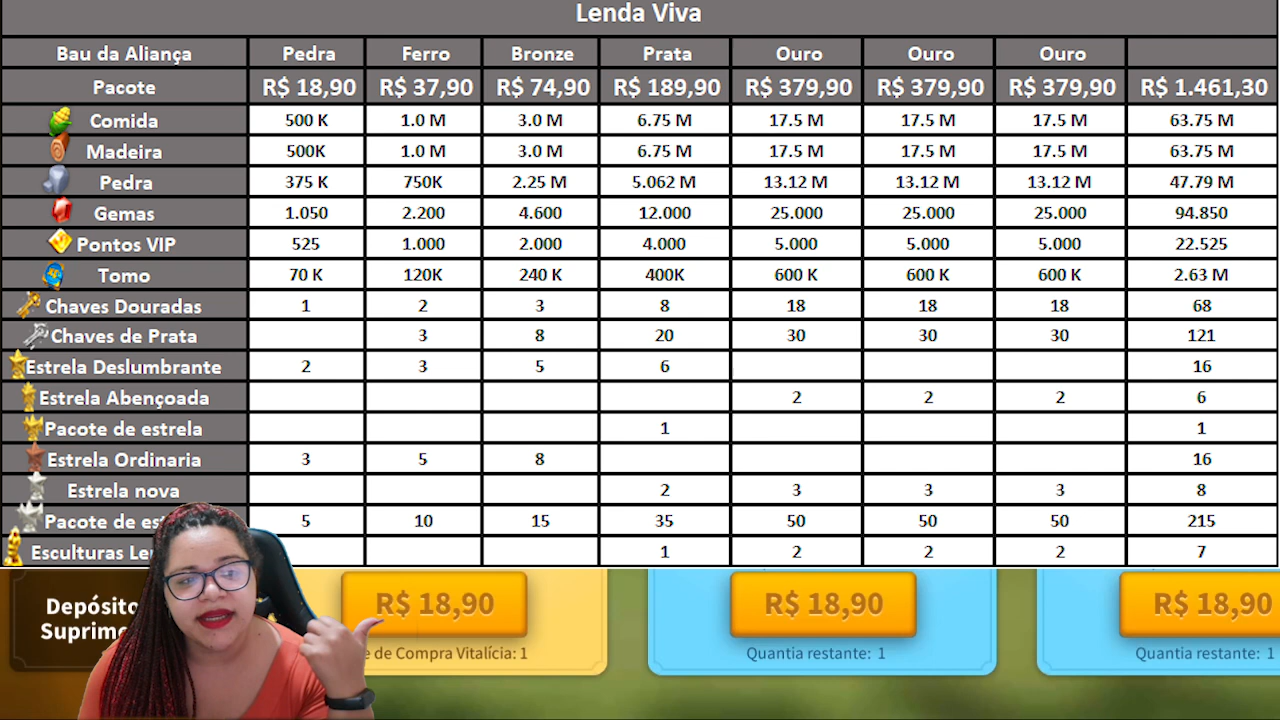 Lenda Viva
Bau da Aliança Pedra Ferro Bronze Prata Ouro Ouro Ouro
Pacote R$ 18,90 R$ 37,90 R$ 74,90 R$ 189,90 R$ 379,90 R$ 379,90 R$ 379,90 R$ 1.461,30
Comida 500 K 1.0 M 3.0 M 6.75 M 17.5 M 17.5 M 17.5 M 63.75 M
Madeira 500K 1.0 M 3.0 M 6.75 M 17.5 M 17.5 M 17.5 M 63.75 M
Pedra 375 K 750K 2.25 M 5.062 M 13.12 M 13.12 M 13.12 M 47.79 M
Gemas 1.050 2.200 4.600 12.000 25.000 25.000 25.000 94.850
Pontos VIP 525 1.000 2.000 4.000 5.000 5.000 5.000 22.525
Tomo 70 K 120K 240 K 400K 600 K 600 K 600 K 2.63 M
Chaves Douradas 1 2 3 8 18 18 18 68
Chaves de Prata 3 8 20 30 30 30 121
Estrela Deslumbrante 2 3 5 6 16
Estrela Abençoada 2 2 2 6
Pacote de estrela 1 1
Estrela Ordinaria 3 5 8 16
Estrela nova 2 3 3 3 8
Pacote de 5 10 15 35 50 50 50 215
Esculturas 1 2 2 2 7
Depósito R$ 18,90 R$ 18,90 R$ 18,90
de Compra Vitalícia: 1 Quantia restante: 1 Quantia restante: 1